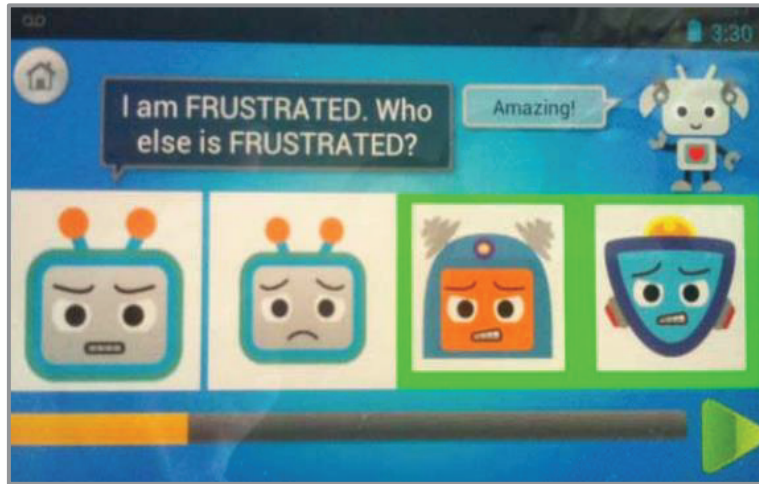 3:30
I am FRUSTRATED. Who
else is FRUSTRATED?
Amazing!